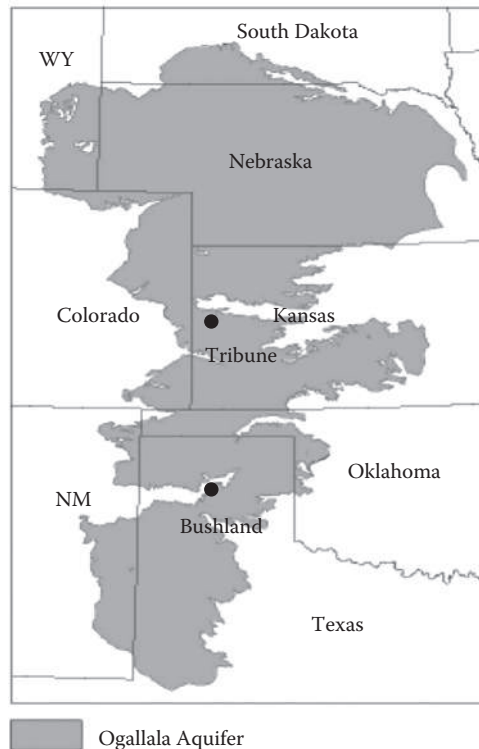 South Dakota
WY
Nebraska
Colorado
Kansas
Tribune
Oklahoma
NM
Bushland
Texas
Ogallala Aquifer